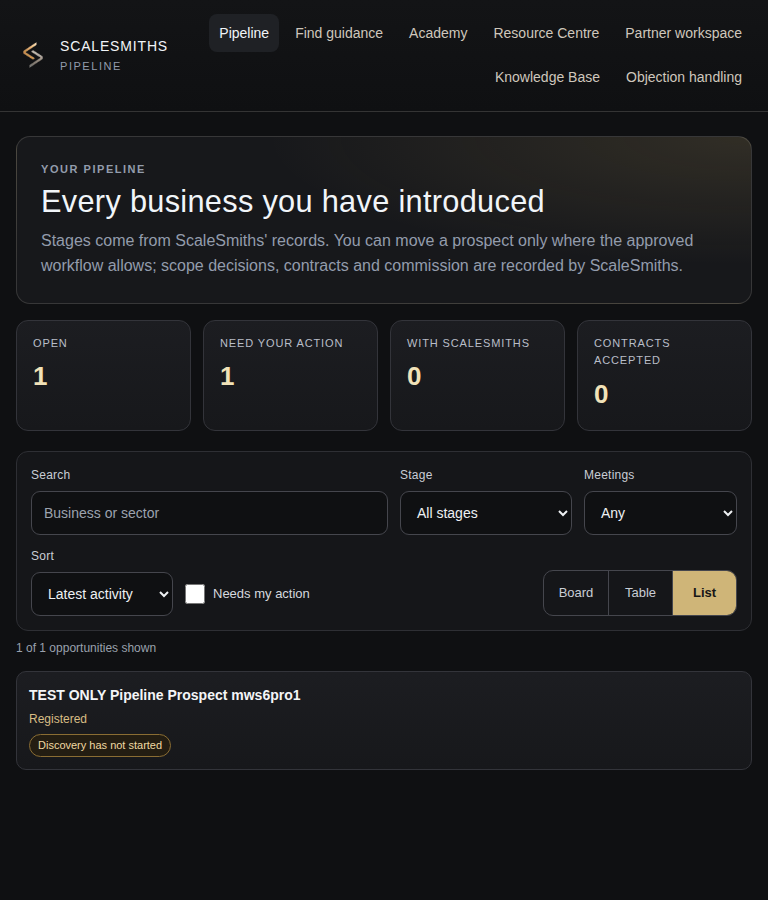 SCALESMITHS
PIPELINE
Pipeline
Find guidance
Academy
Resource Centre
Partner workspace
Knowledge Base
Objection handling
YOUR PIPELINE
Every business you have introduced
Stages come from ScaleSmiths' records. You can move a prospect only where the approved
workflow allows; scope decisions, contracts and commission are recorded by ScaleSmiths.
OPEN
1
NEED YOUR ACTION
1
WITH SCALESMITHS
0
CONTRACTS
ACCEPTED
0
Search
Business or sector
Stage
All stages
Meetings
Any
Sort
Latest activity
Needs my action
Board
Table
List
1 of 1 opportunities shown
TEST ONLY Pipeline Prospect mws6pro1
Registered
Discovery has not started